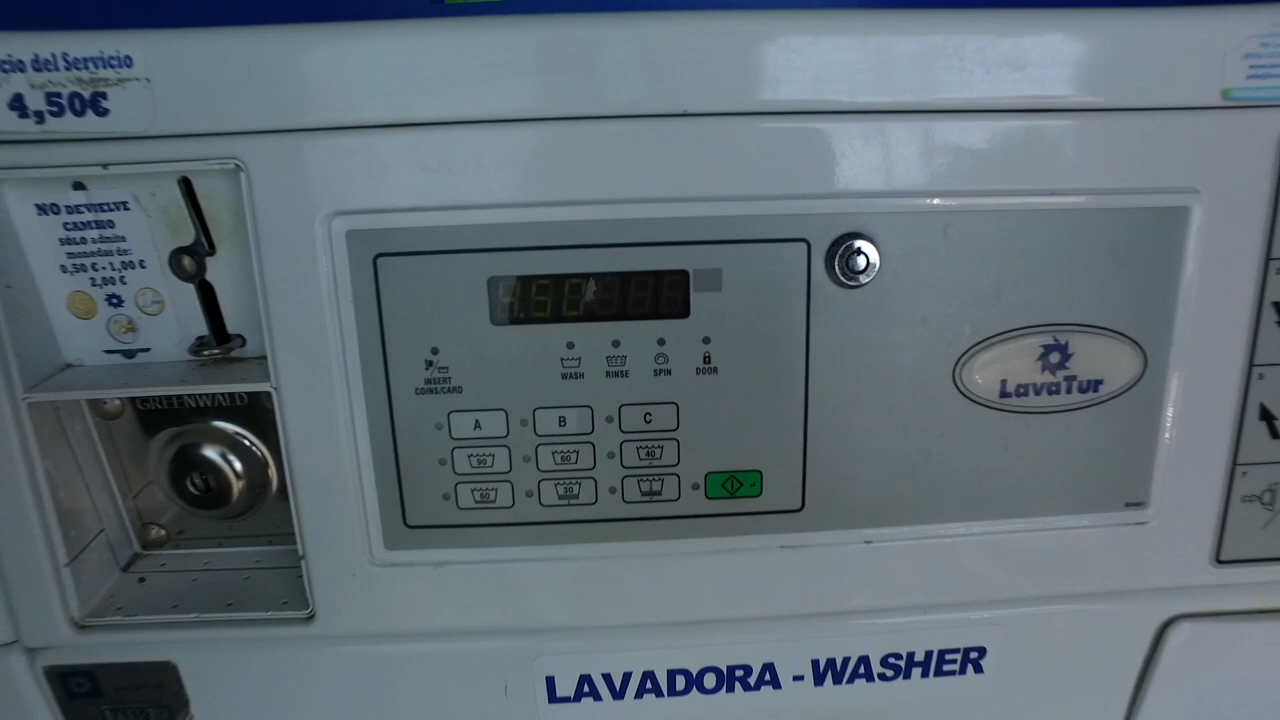 cio del Servicio
4,50€
NO DEVUELVE
CAMBIO
SÓLO admite
monedas de:
0,50 € - 1,00 €
2,00 €
GREENWALD
4.50
INSERT
COINS/CARD
WASH
RINSE
SPIN
DOOR
A
B
C
90
60
40
60
30
LavaTur
LAVADORA - WASHER